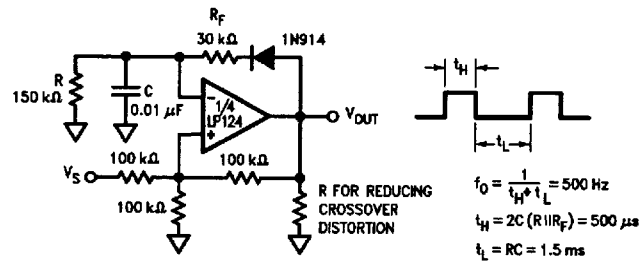 R_F
30 kΩ
1N914
R
150 kΩ
C
0.01 μF
–
1/4
LP124
+
V_OUT
V_S
100 kΩ
100 kΩ
100 kΩ
R FOR REDUCING
CROSSOVER
DISTORTION
t_H
t_L
f_O = 1/(t_H + t_L) = 500 Hz
t_H = 2C (R||R_F) = 500 μs
t_L = RC = 1.5 ms